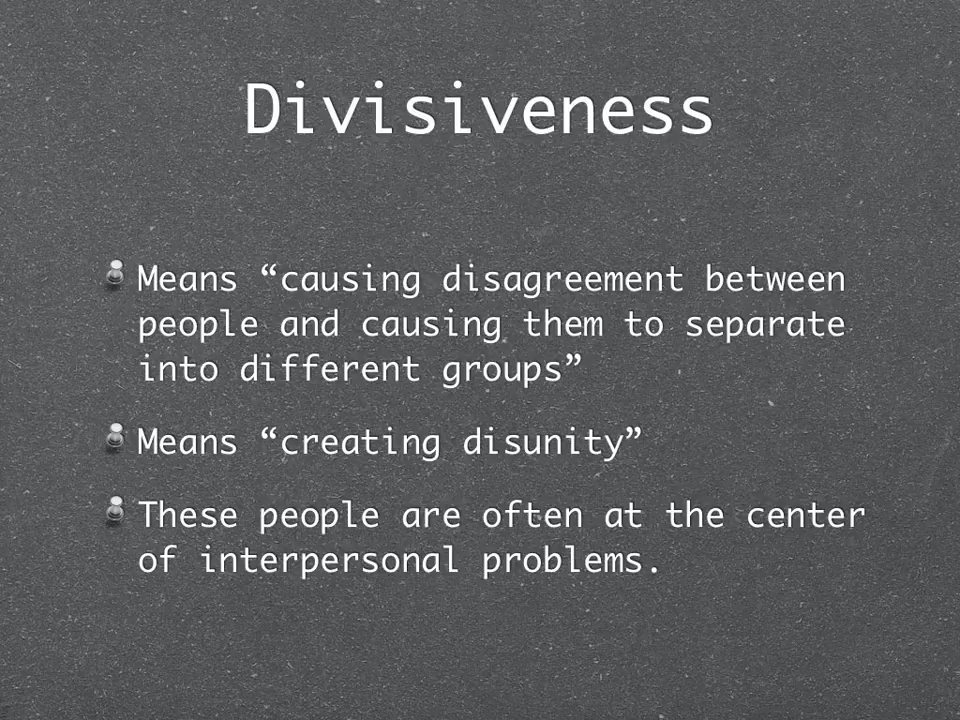 Divisiveness
Means “causing disagreement between
people and causing them to separate
into different groups”
Means “creating disunity”
These people are often at the center
of interpersonal problems.